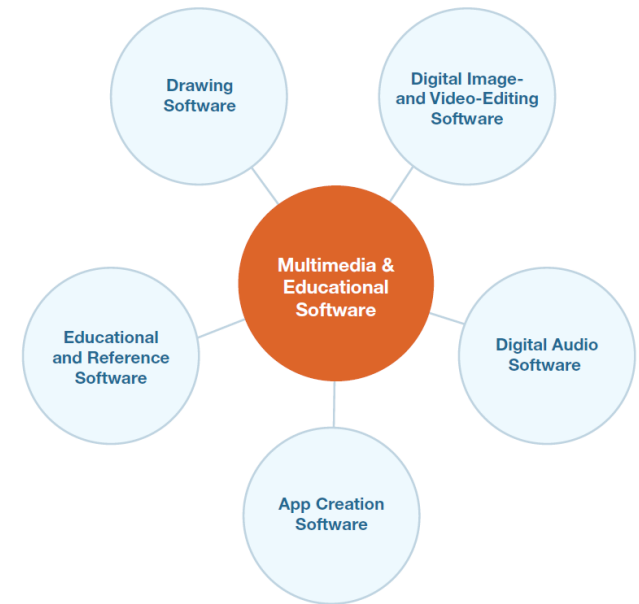 Drawing
Software
Digital Image-
and Video-Editing
Software
Multimedia &
Educational
Software
Educational
and Reference
Software
Digital Audio
Software
App Creation
Software